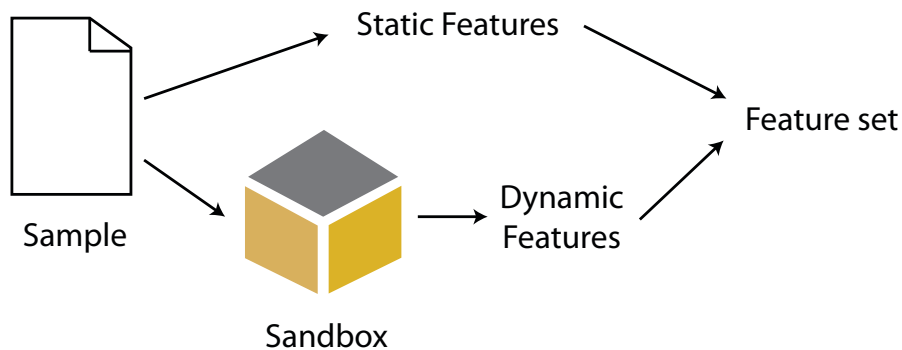 Static Features
Feature set
Sample
Dynamic
Features
Sandbox